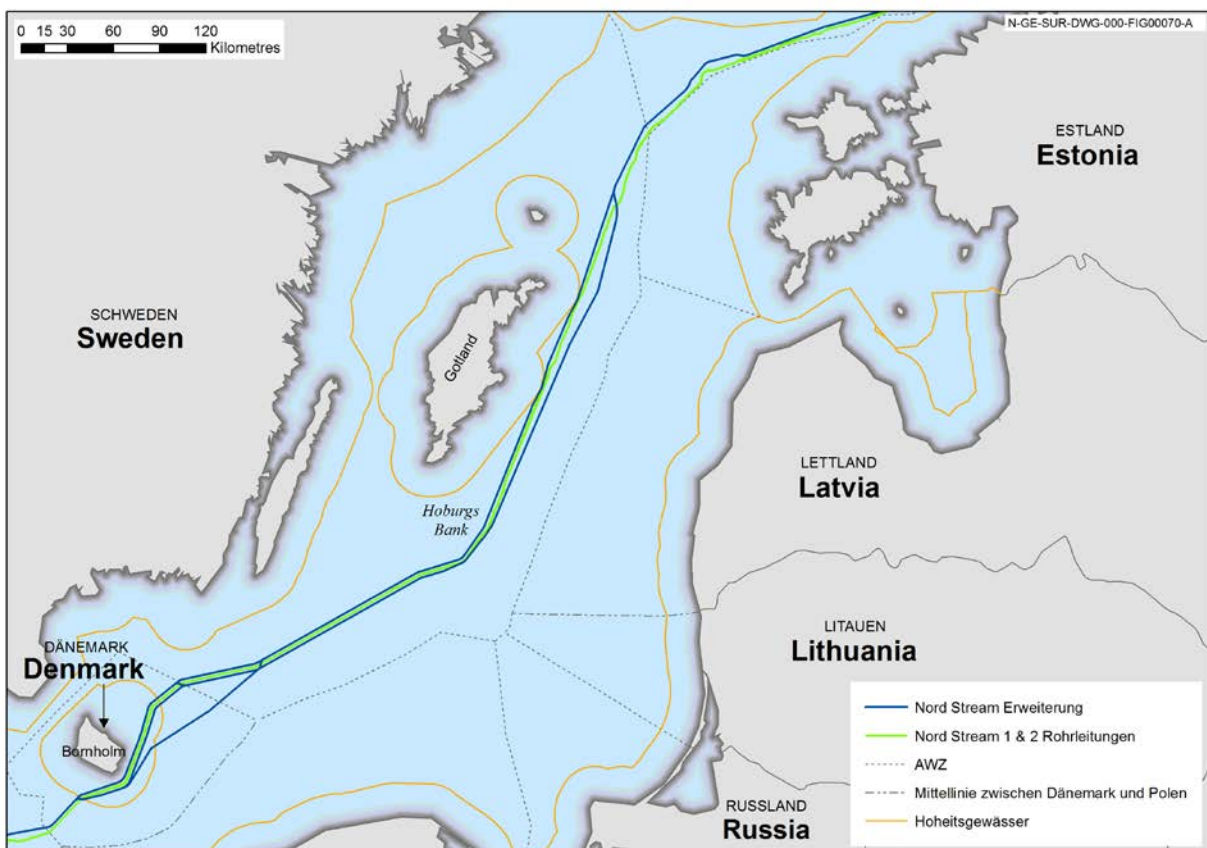 N-GE-SUR-DWG-000-FIG00070-A
0 15 30 60 90 120
Kilometres
ESTLAND
Estonia
SCHWEDEN
Sweden
Gotland
LETTLAND
Latvia
Hoburgs
Bank
LITAUEN
Lithuania
DÄNEMARK
Denmark
Bornholm
RUSSLAND
Russia
Nord Stream Erweiterung
Nord Stream 1 & 2 Rohrleitungen
AWZ
Mittellinie zwischen Dänemark und Polen
Hoheitsgewässer